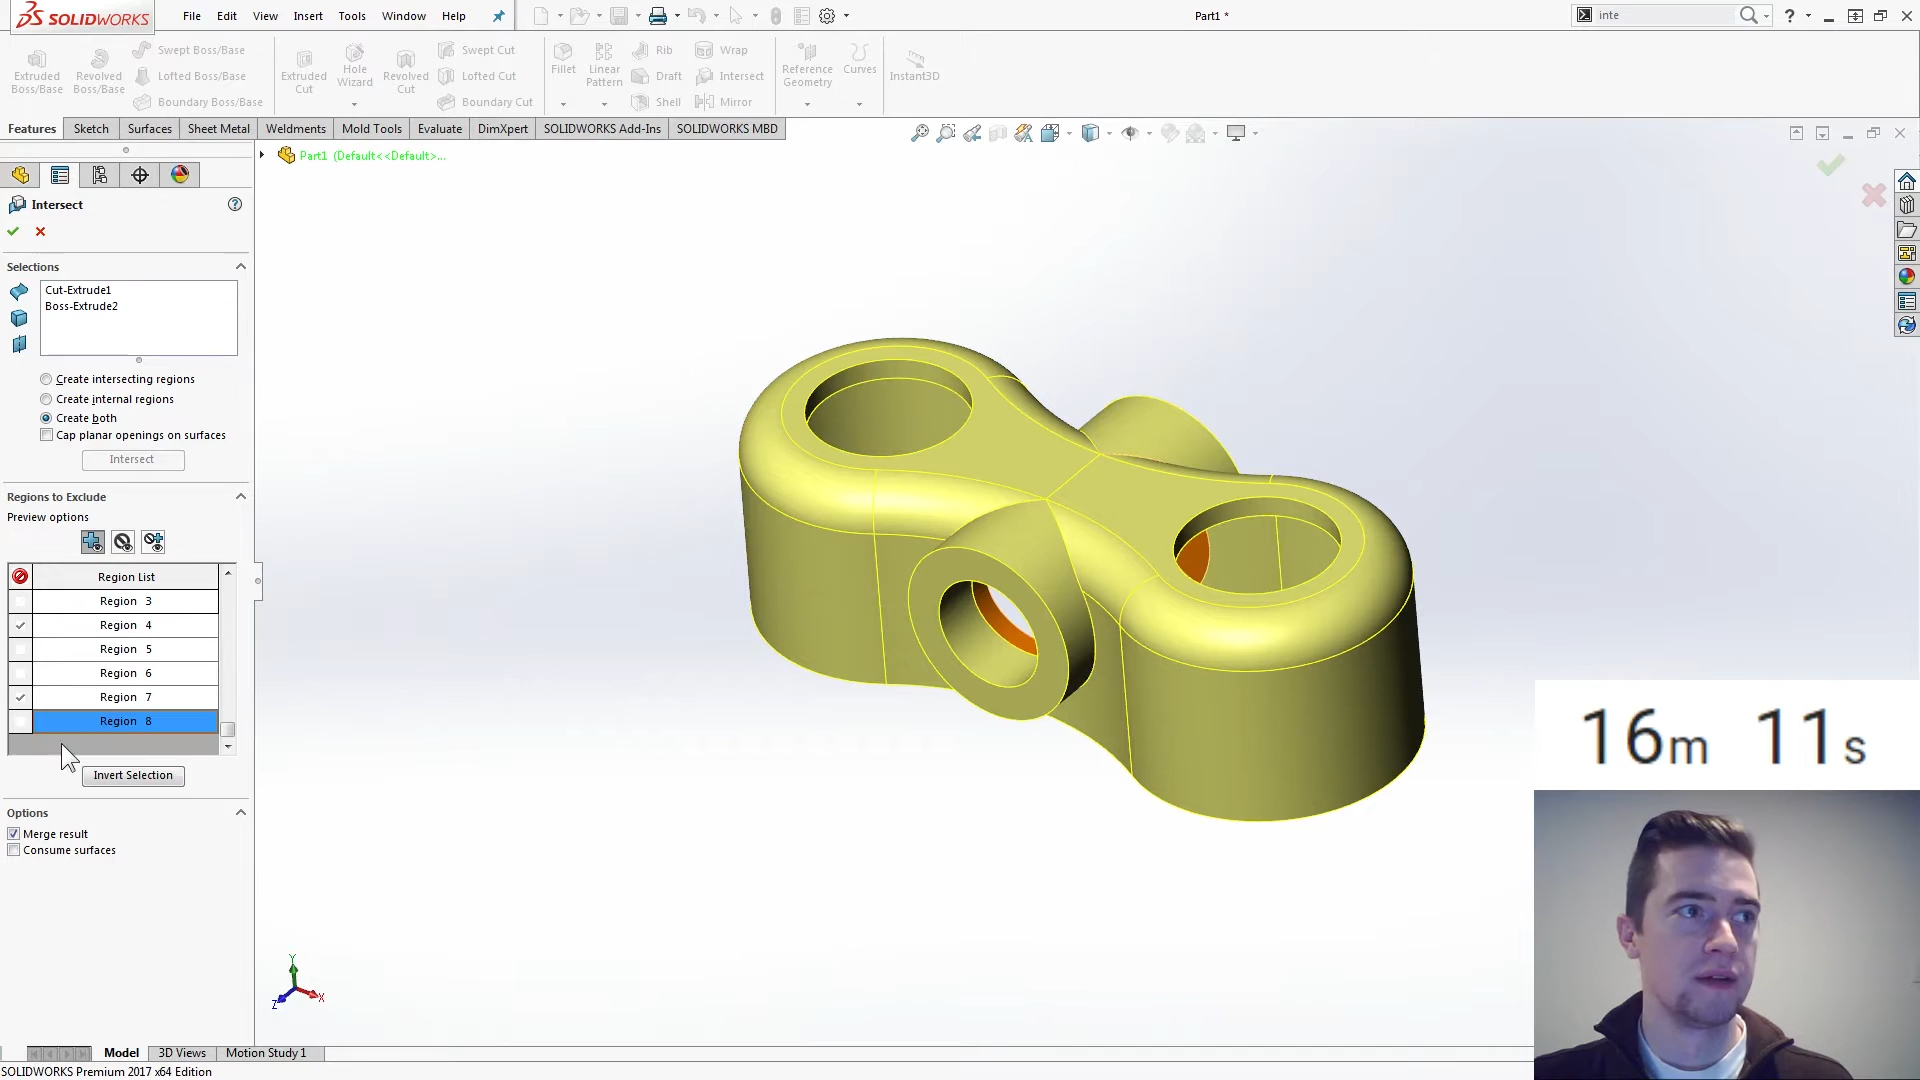 SOLIDWORKS
File Edit View Insert Tools Window Help
Part1 *
inte
Extruded Boss/Base
Revolved Boss/Base
Swept Boss/Base
Lofted Boss/Base
Boundary Boss/Base
Extruded Cut
Hole Wizard
Revolved Cut
Swept Cut
Lofted Cut
Boundary Cut
Fillet
Linear Pattern
Rib
Draft
Shell
Wrap
Intersect
Mirror
Reference Geometry
Curves
Instant3D
Features Sketch Surfaces Sheet Metal Weldments Mold Tools Evaluate DimXpert SOLIDWORKS Add-Ins SOLIDWORKS MBD
Part1 (Default<<Default>...
Intersect
Selections
Cut-Extrude1
Boss-Extrude2
Create intersecting regions
Create internal regions
Create both
Cap planar openings on surfaces
Intersect
Regions to Exclude
Preview options
Region List
Region 3
Region 4
Region 5
Region 6
Region 7
Region 8
Invert Selection
Options
Merge result
Consume surfaces
16m 11s
Y
Z
X
Model 3D Views Motion Study 1
SOLIDWORKS Premium 2017 x64 Edition